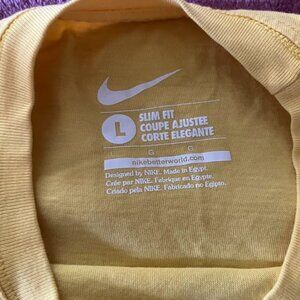 L
SLIM FIT
COUPE AJUSTEE
CORTE ELEGANTE
G G
nikebetterworld.com
Designed by NIKE. Made in Egypt.
Créé par NIKE. Fabriqué en Egypte.
Criado pela NIKE. Fabricado no Egipto.